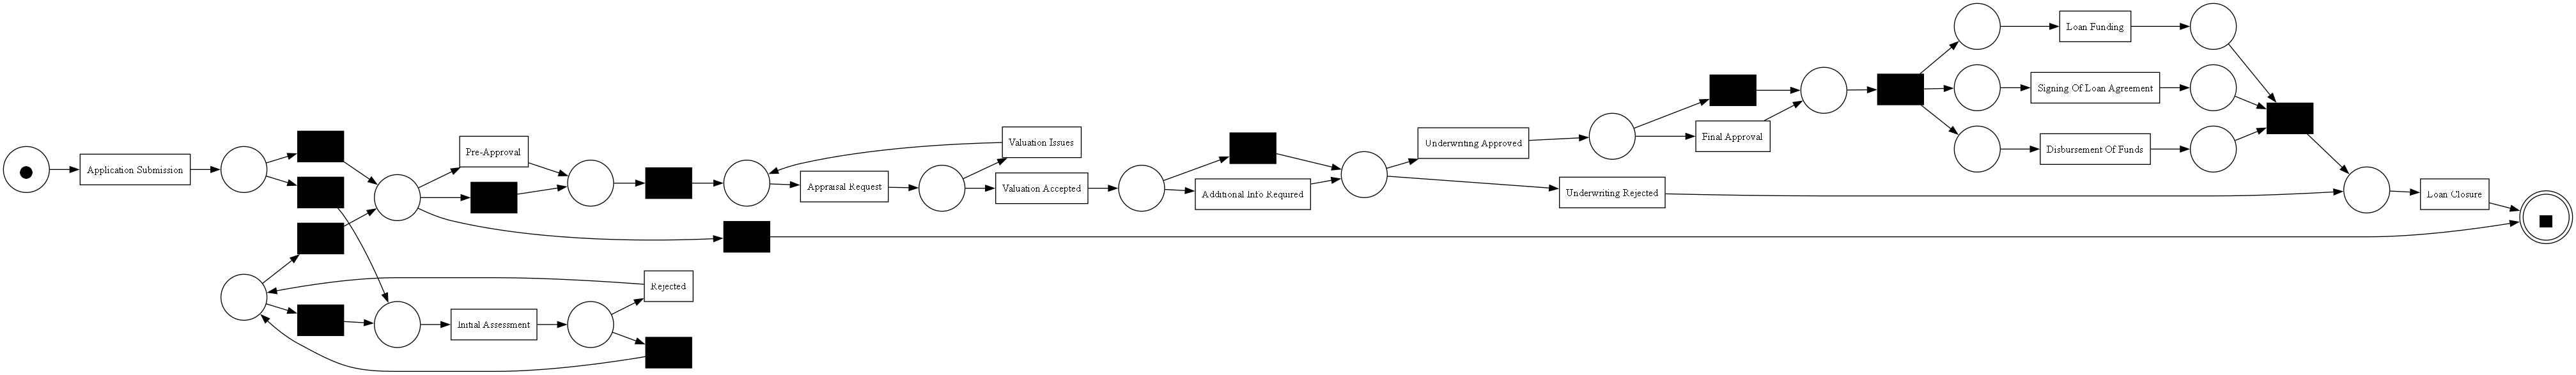 Application Submission
Pre-Approval
Appraisal Request
Valuation Issues
Valuation Accepted
Additional Info Required
Underwriting Approved
Underwriting Rejected
Final Approval
Loan Funding
Signing Of Loan Agreement
Disbursement Of Funds
Loan Closure
Initial Assessment
Rejected